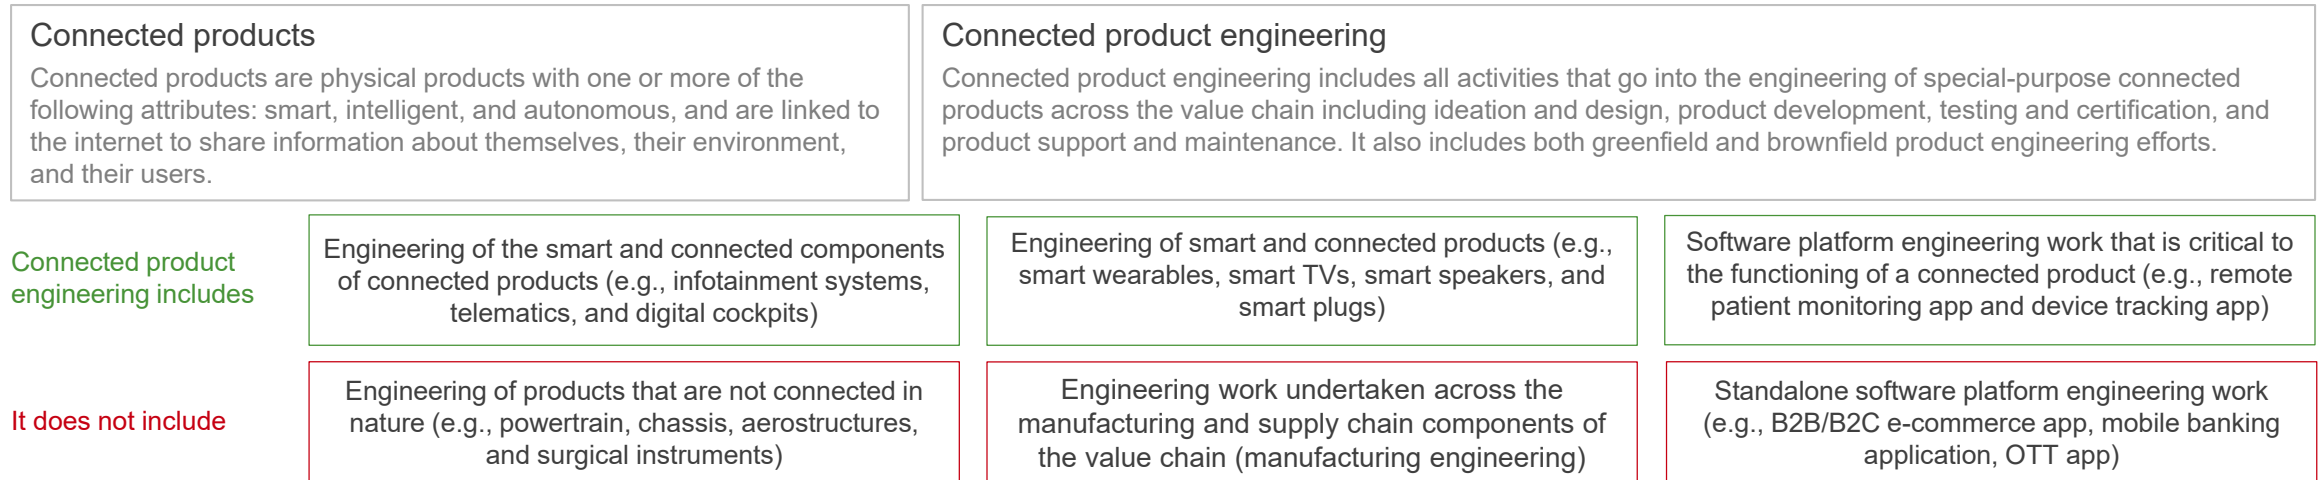 Connected products
Connected products are physical products with one or more of the
following attributes: smart, intelligent, and autonomous, and are linked to
the internet to share information about themselves, their environment,
and their users.
Connected product engineering
Connected product engineering includes all activities that go into the engineering of special-purpose connected
products across the value chain including ideation and design, product development, testing and certification, and
product support and maintenance. It also includes both greenfield and brownfield product engineering efforts.
Connected product
engineering includes
Engineering of the smart and connected components
of connected products (e.g., infotainment systems,
telematics, and digital cockpits)
Engineering of smart and connected products (e.g.,
smart wearables, smart TVs, smart speakers, and
smart plugs)
Software platform engineering work that is critical to
the functioning of a connected product (e.g., remote
patient monitoring app and device tracking app)
It does not include
Engineering of products that are not connected in
nature (e.g., powertrain, chassis, aerostructures,
and surgical instruments)
Engineering work undertaken across the
manufacturing and supply chain components of
the value chain (manufacturing engineering)
Standalone software platform engineering work
(e.g., B2B/B2C e-commerce app, mobile banking
application, OTT app)